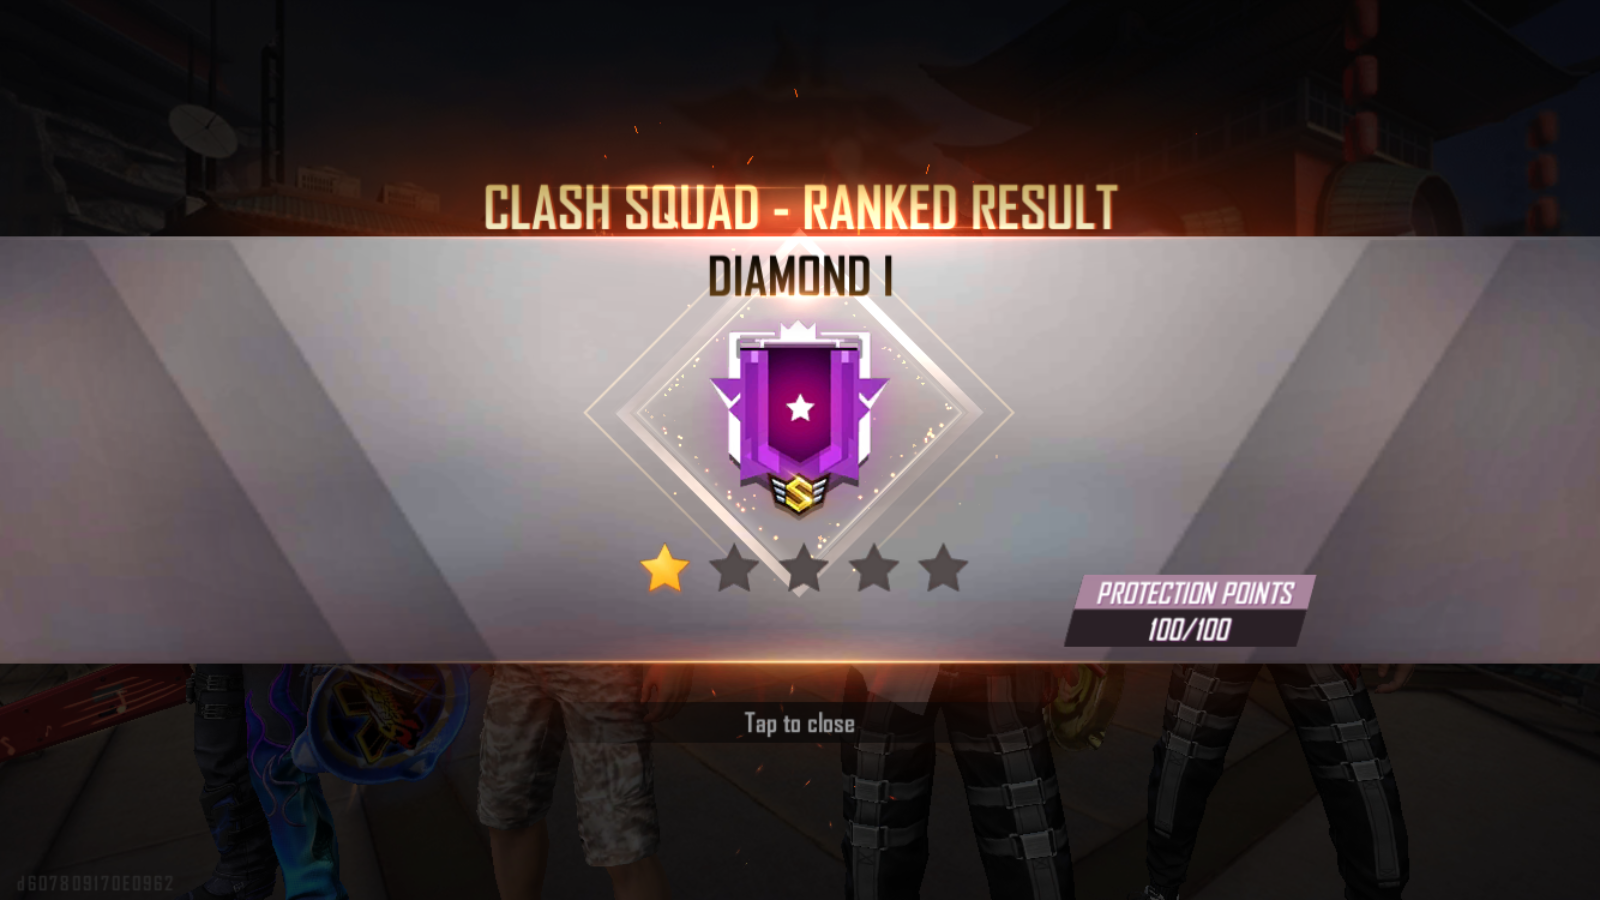 CLASH SQUAD - RANKED RESULT
DIAMOND I
S
PROTECTION POINTS
100/100
Tap to close
d607809170E0962